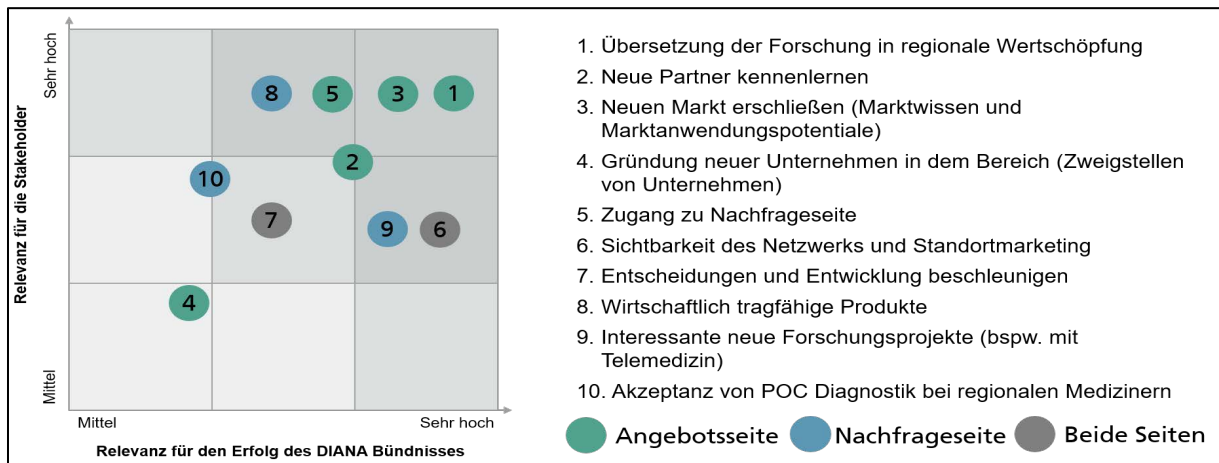 Sehr hoch
Relevanz für die Stakeholder
Mittel
8
5
3
1
2
10
7
9
6
4
Mittel
Sehr hoch
Relevanz für den Erfolg des DIANA Bündnisses
1. Übersetzung der Forschung in regionale Wertschöpfung
2. Neue Partner kennenlernen
3. Neuen Markt erschließen (Marktwissen und
Marktanwendungspotentiale)
4. Gründung neuer Unternehmen in dem Bereich (Zweigstellen
von Unternehmen)
5. Zugang zu Nachfrageseite
6. Sichtbarkeit des Netzwerks und Standortmarketing
7. Entscheidungen und Entwicklung beschleunigen
8. Wirtschaftlich tragfähige Produkte
9. Interessante neue Forschungsprojekte (bspw. mit
Telemedizin)
10. Akzeptanz von POC Diagnostik bei regionalen Medizinern
Angebotsseite
Nachfrageseite
Beide Seiten